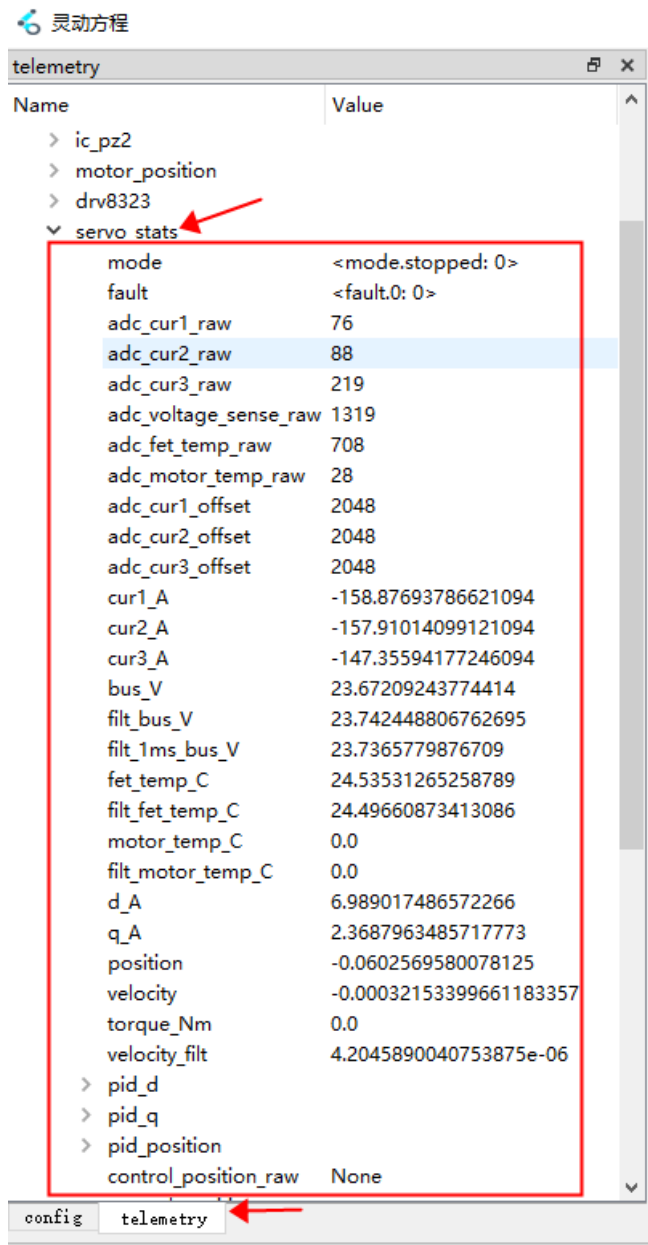 灵动方程
telemetry
Name Value
ic_pz2
motor_position
drv8323
servo_stats
mode <mode.stopped: 0>
fault <fault.0: 0>
adc_cur1_raw 76
adc_cur2_raw 88
adc_cur3_raw 219
adc_voltage_sense_raw 1319
adc_fet_temp_raw 708
adc_motor_temp_raw 28
adc_cur1_offset 2048
adc_cur2_offset 2048
adc_cur3_offset 2048
cur1_A -158.87693786621094
cur2_A -157.91014099121094
cur3_A -147.35594177246094
bus_V 23.67209243774414
filt_bus_V 23.742448806762695
filt_1ms_bus_V 23.7365779876709
fet_temp_C 24.53531265258789
filt_fet_temp_C 24.49660873413086
motor_temp_C 0.0
filt_motor_temp_C 0.0
d_A 6.989017486572266
q_A 2.3687963485717773
position -0.0602569580078125
velocity -0.00032153399661183357
torque_Nm 0.0
velocity_filt 4.2045890040753875e-06
pid_d
pid_q
pid_position
control_position_raw None
config telemetry